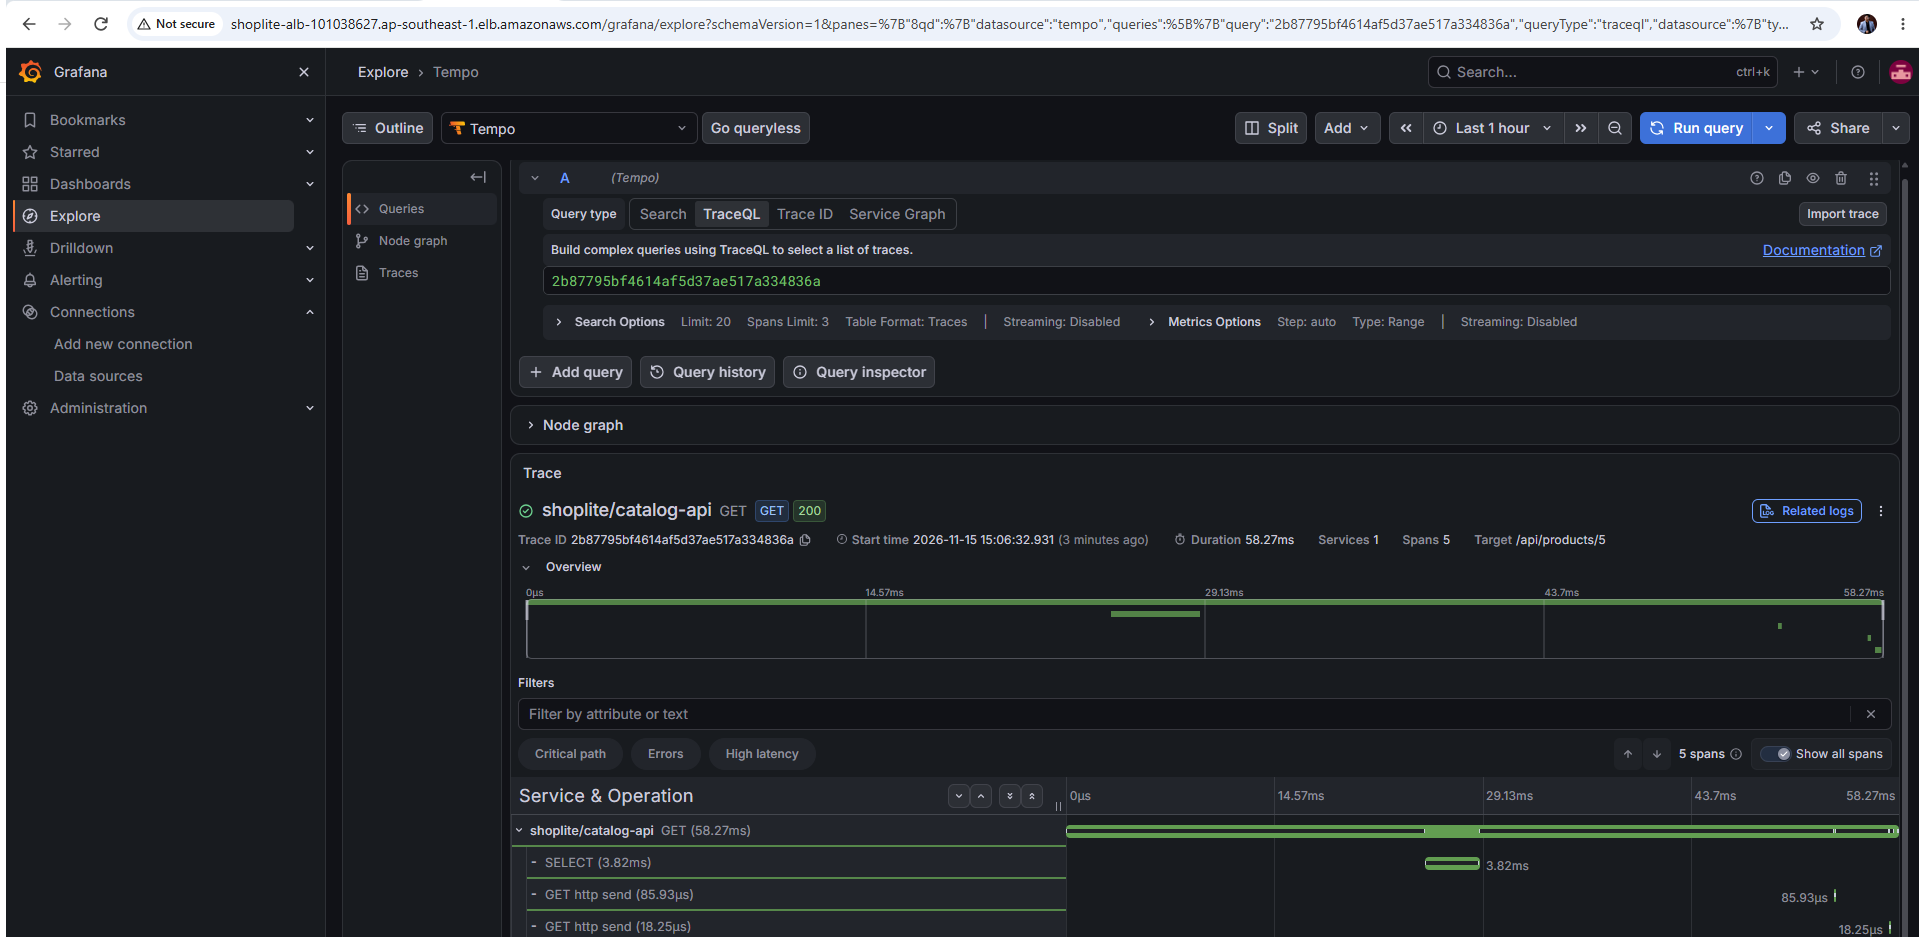 Not secure shoplite-alb-101038627.ap-southeast-1.elb.amazonaws.com/grafana/explore?schemaVersion=1&panes=%7B"8qd":%7B"datasource":"tempo","queries":%5B%7B"query":"2b87795bf4614af5d37ae517a334836a","queryType":"traceql","datasource":%7B"ty...
Grafana
Explore › Tempo
Search... ctrl+k
Bookmarks
Starred
Dashboards
Explore
Drilldown
Alerting
Connections
Add new connection
Data sources
Administration
Outline Tempo Go queryless Split Add Last 1 hour Run query Share
Queries
Node graph
Traces
A (Tempo)
Query type Search TraceQL Trace ID Service Graph Import trace
Build complex queries using TraceQL to select a list of traces. Documentation
2b87795bf4614af5d37ae517a334836a
Search Options Limit: 20 Spans Limit: 3 Table Format: Traces | Streaming: Disabled Metrics Options Step: auto Type: Range | Streaming: Disabled
+ Add query Query history Query inspector
Node graph
Trace
shoplite/catalog-api GET GET 200 Related logs
Trace ID 2b87795bf4614af5d37ae517a334836a Start time 2026-11-15 15:06:32.931 (3 minutes ago) Duration 58.27ms Services 1 Spans 5 Target /api/products/5
Overview
0μs 14.57ms 29.13ms 43.7ms 58.27ms
Filters
Filter by attribute or text
Critical path Errors High latency 5 spans Show all spans
Service & Operation 0μs 14.57ms 29.13ms 43.7ms 58.27ms
shoplite/catalog-api GET (58.27ms)
- SELECT (3.82ms) 3.82ms
- GET http send (85.93μs) 85.93μs
- GET http send (18.25μs) 18.25μs